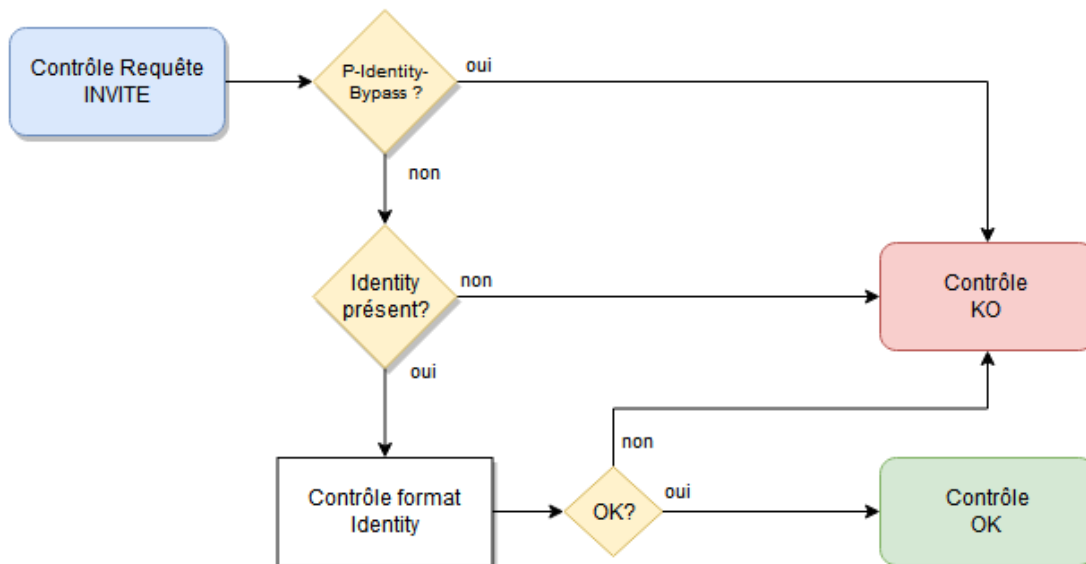 Contrôle Requête
INVITE
P-Identity-
Bypass ?
oui
non
Identity
présent?
non
Contrôle
KO
oui
non
Contrôle format
Identity
OK?
oui
Contrôle
OK